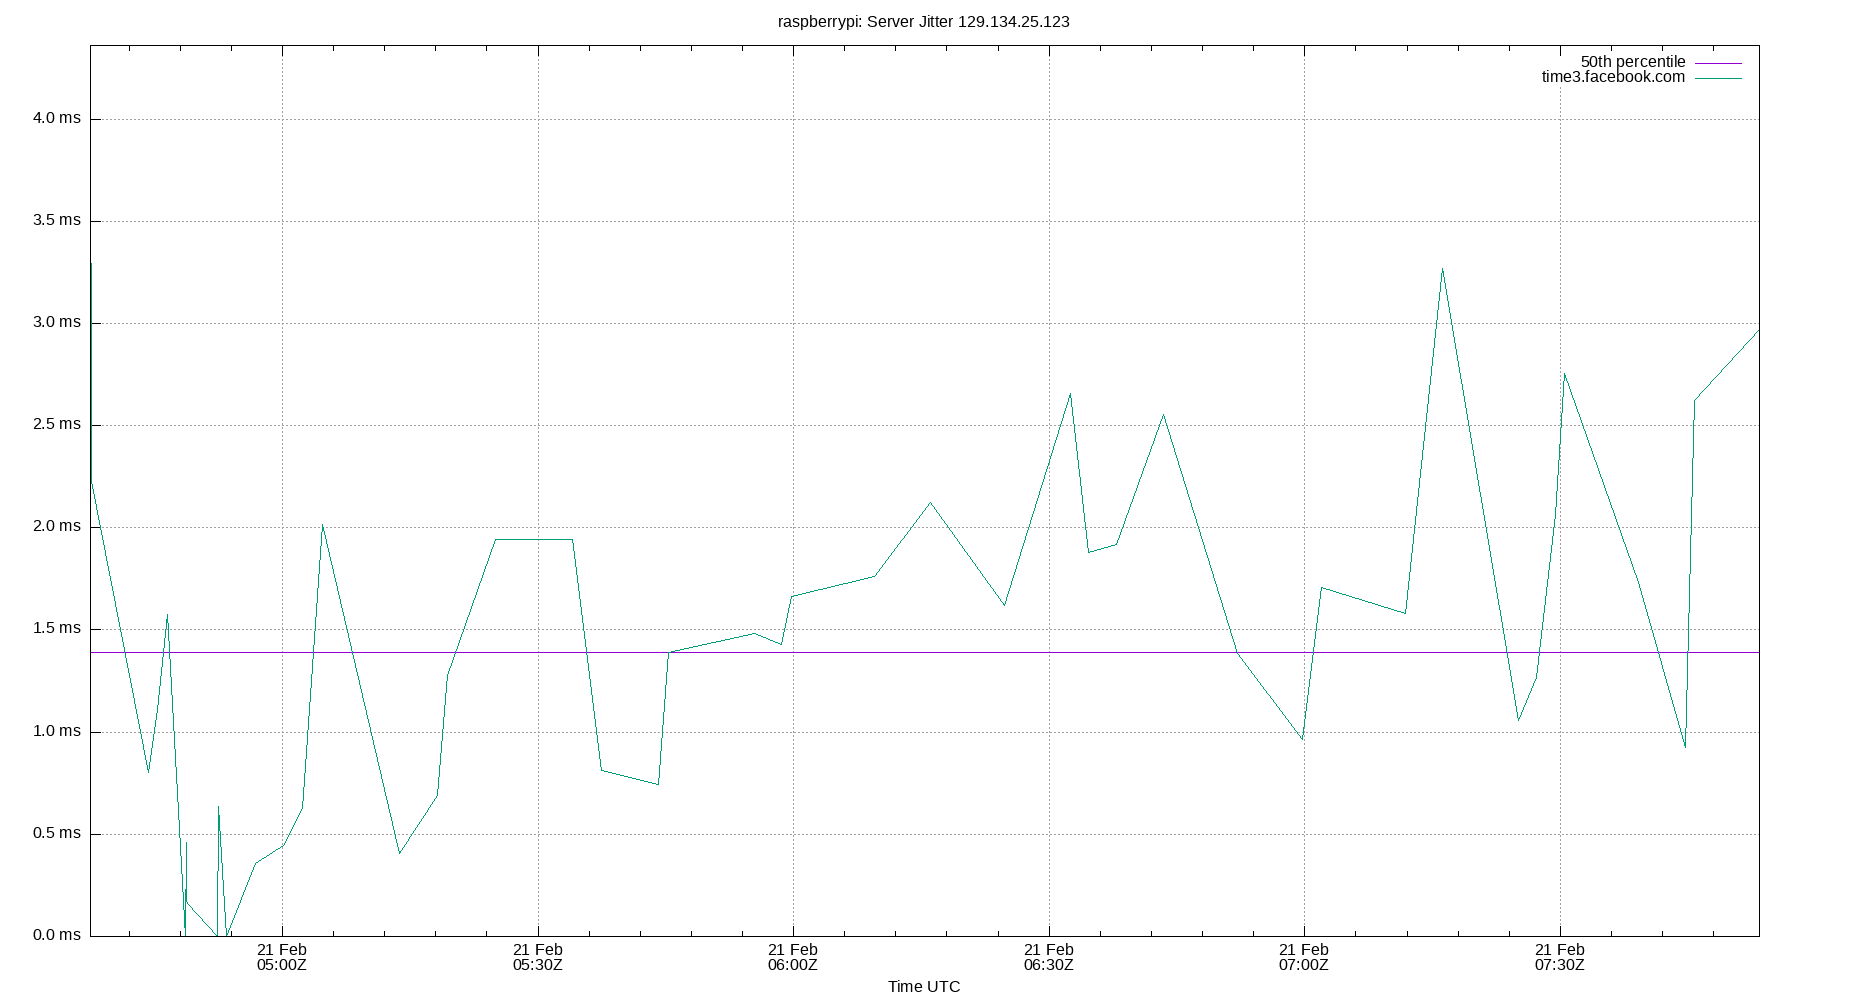 raspberrypi: Server Jitter 129.134.25.123
50th percentile
time3.facebook.com
4.0 ms
3.5 ms
3.0 ms
2.5 ms
2.0 ms
1.5 ms
1.0 ms
0.5 ms
0.0 ms
21 Feb 21 Feb 21 Feb 21 Feb 21 Feb 21 Feb
05:00Z 05:30Z 06:00Z 06:30Z 07:00Z 07:30Z
Time UTC